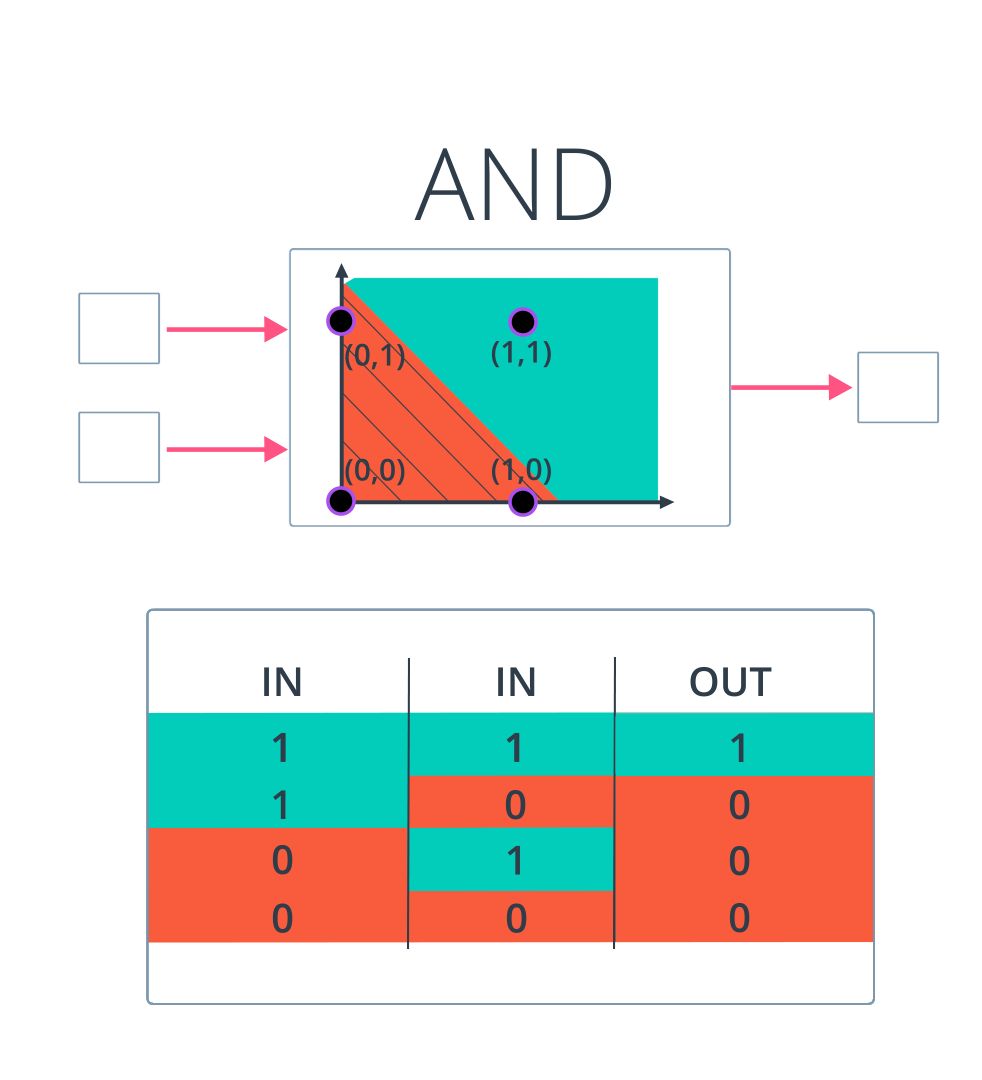 AND
(0,1) (1,1)
(0,0) (1,0)
IN IN OUT
1 1 1
1 0 0
0 1 0
0 0 0